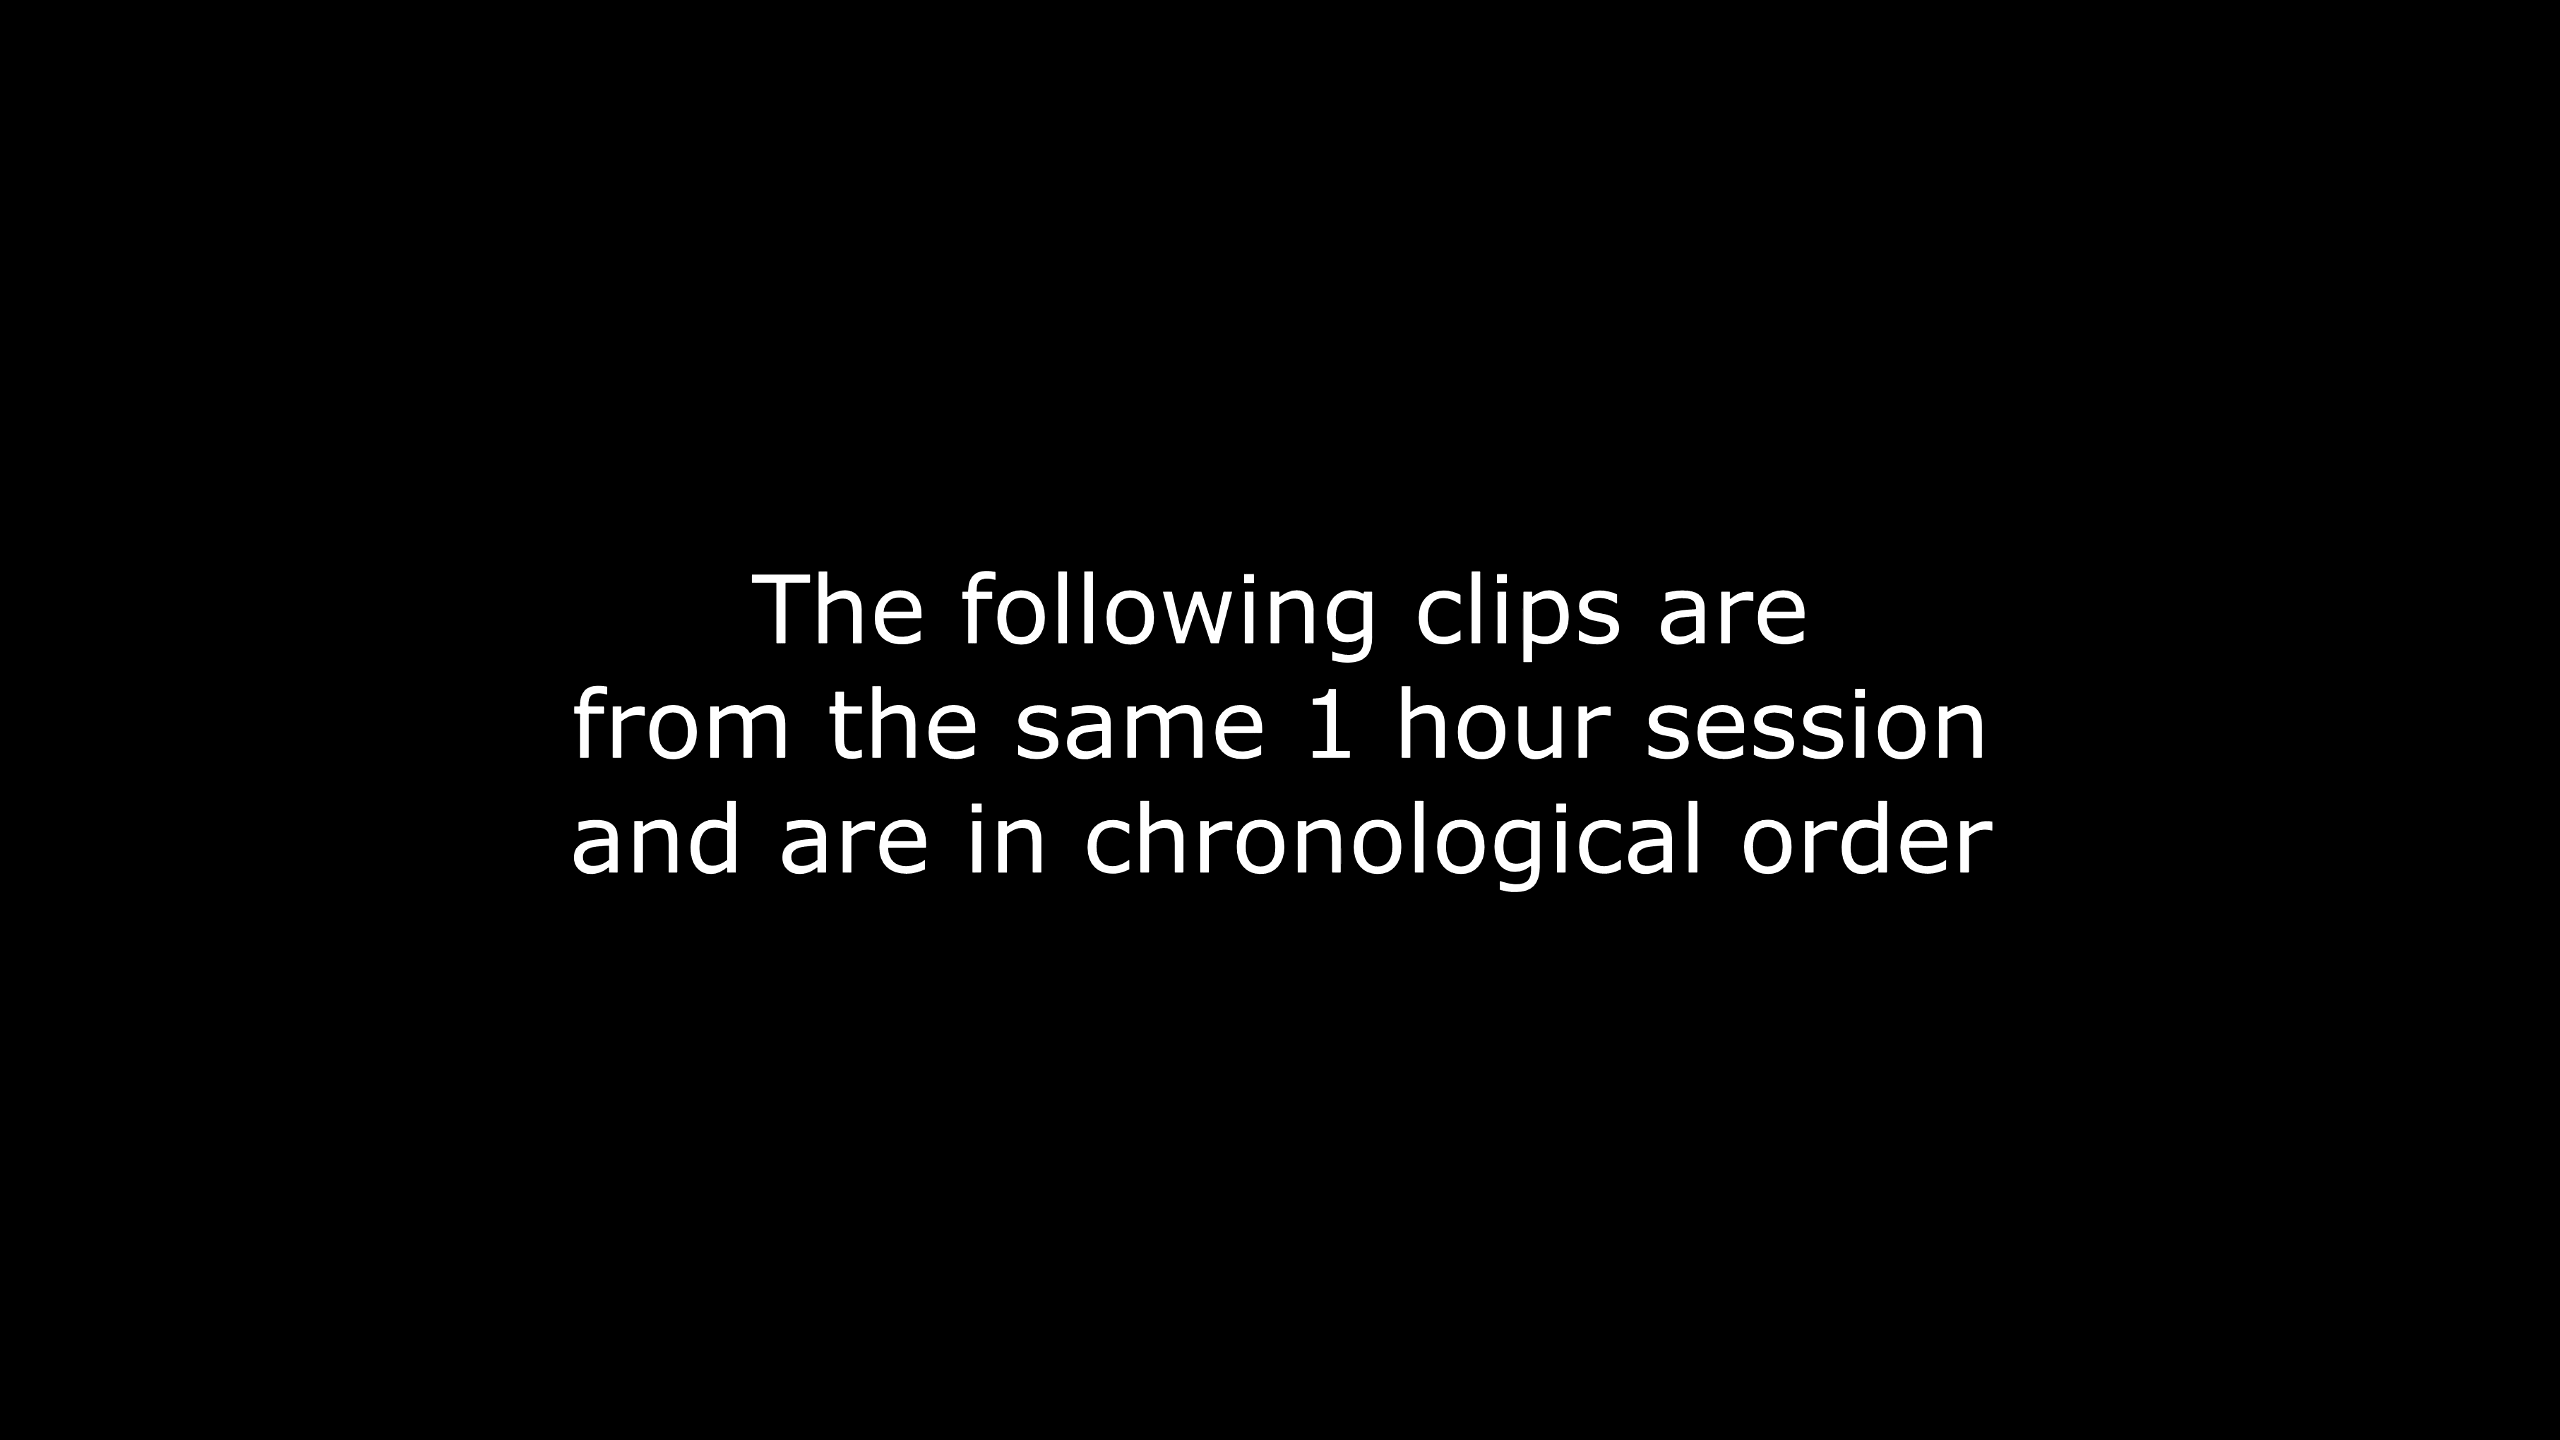 The following clips are
from the same 1 hour session
and are in chronological order